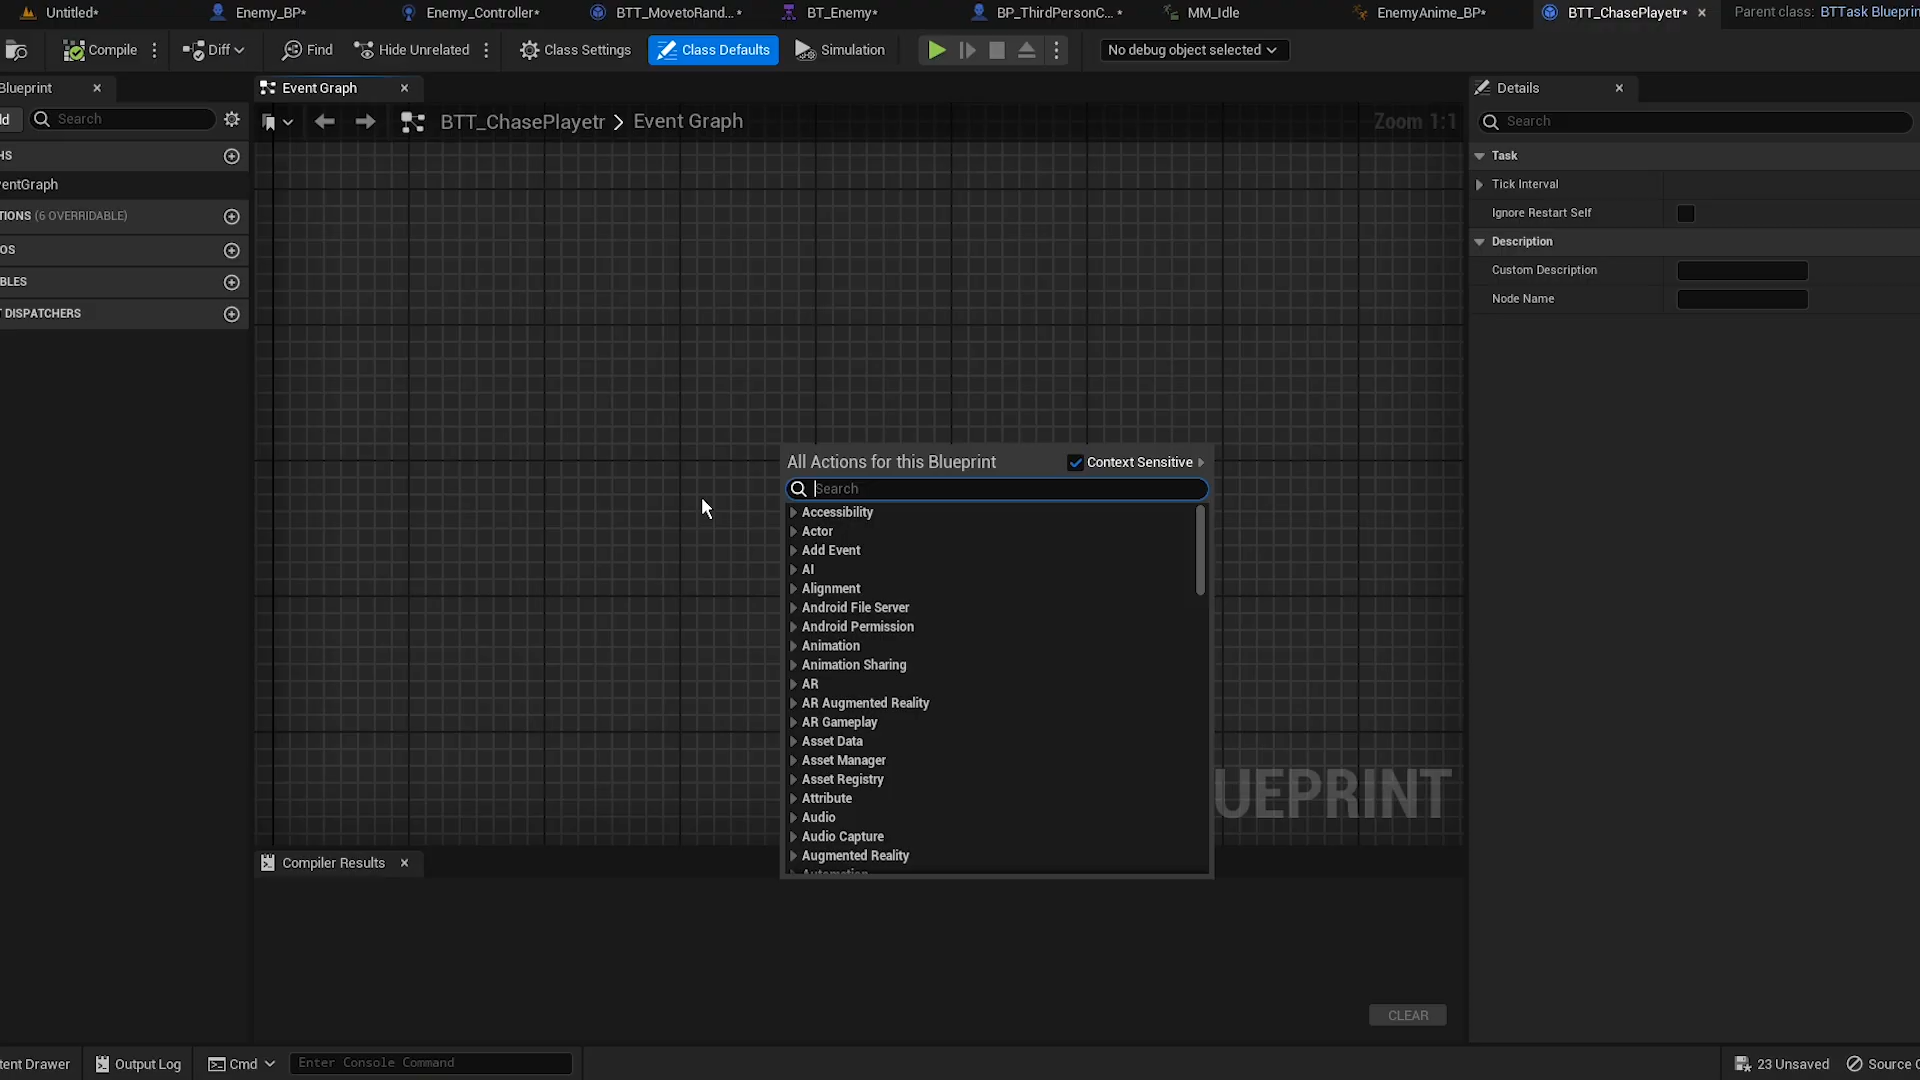 Untitled*
Enemy_BP*
Enemy_Controller*
BTT_MovetoRand...*
BT_Enemy*
BP_ThirdPersonC...*
MM_Idle
EnemyAnime_BP*
BTT_ChasePlayetr*
Parent class: BTTask Blueprin
Compile
Diff
Find
Hide Unrelated
Class Settings
Class Defaults
Simulation
No debug object selected
Blueprint
Event Graph
Details
ld
Search
BTT_ChasePlayetr > Event Graph
Zoom 1:1
Search
HS
ventGraph
TIONS (6 OVERRIDABLE)
OS
BLES
T DISPATCHERS
Task
Tick Interval
Ignore Restart Self
Description
Custom Description
Node Name
All Actions for this Blueprint
Context Sensitive
Search
Accessibility
Actor
Add Event
AI
Alignment
Android File Server
Android Permission
Animation
Animation Sharing
AR
AR Augmented Reality
AR Gameplay
Asset Data
Asset Manager
Asset Registry
Attribute
Audio
Audio Capture
Augmented Reality
Automation
UEPRINT
Compiler Results
CLEAR
tent Drawer
Output Log
Cmd
Enter Console Command
23 Unsaved
Source C